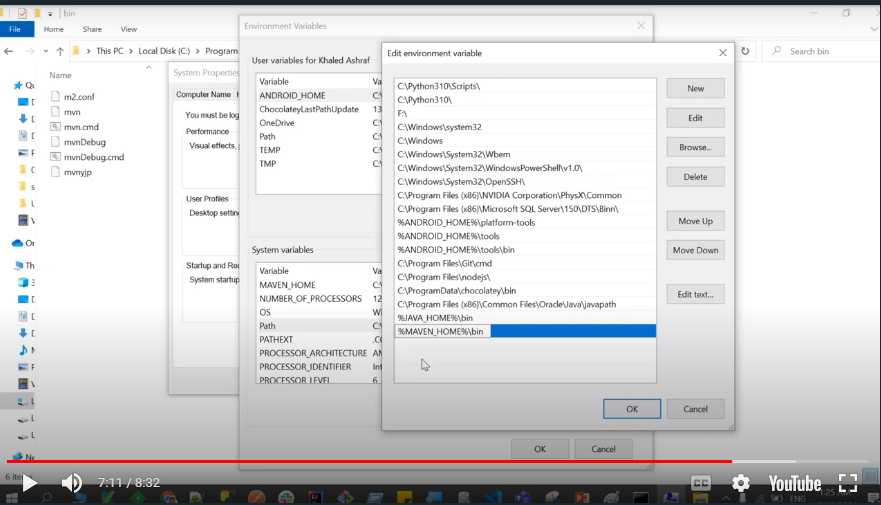 bin
File
Home
Share
View
This PC
Local Disk (C:)
Program
Search bin
Name
m2.conf
mvn
mvn.cmd
mvnDebug
mvnDebug.cmd
mvnyjp
System Properties
Computer Name
You must be log
Performance
Visual effects,
User Profiles
Desktop settin
Startup and Rec
System startup
Environment Variables
User variables for Khaled Ashraf
Variable
ANDROID_HOME
ChocolateyLastPathUpdate
OneDrive
Path
TEMP
TMP
System variables
Variable
MAVEN_HOME
NUMBER_OF_PROCESSORS 12
OS
Path
PATHEXT
PROCESSOR_ARCHITECTURE
PROCESSOR_IDENTIFIER
PROCESSOR_LEVEL 6
OK
Cancel
Edit environment variable
C:\Python310\Scripts\
C:\Python310\
F:\
C:\Windows\system32
C:\Windows
C:\Windows\System32\Wbem
C:\Windows\System32\WindowsPowerShell\v1.0\
C:\Windows\System32\OpenSSH\
C:\Program Files (x86)\NVIDIA Corporation\PhysX\Common
C:\Program Files (x86)\Microsoft SQL Server\150\DTS\Binn\
%ANDROID_HOME%\platform-tools
%ANDROID_HOME%\tools
%ANDROID_HOME%\tools\bin
C:\Program Files\Git\cmd
C:\Program Files\nodejs\
C:\ProgramData\chocolatey\bin
C:\Program Files (x86)\Common Files\Oracle\Java\javapath
%JAVA_HOME%\bin
%MAVEN_HOME%\bin
New
Edit
Browse...
Delete
Move Up
Move Down
Edit text...
OK
Cancel
6 ite
7:11 / 8:32
CC
YouTube
ENG